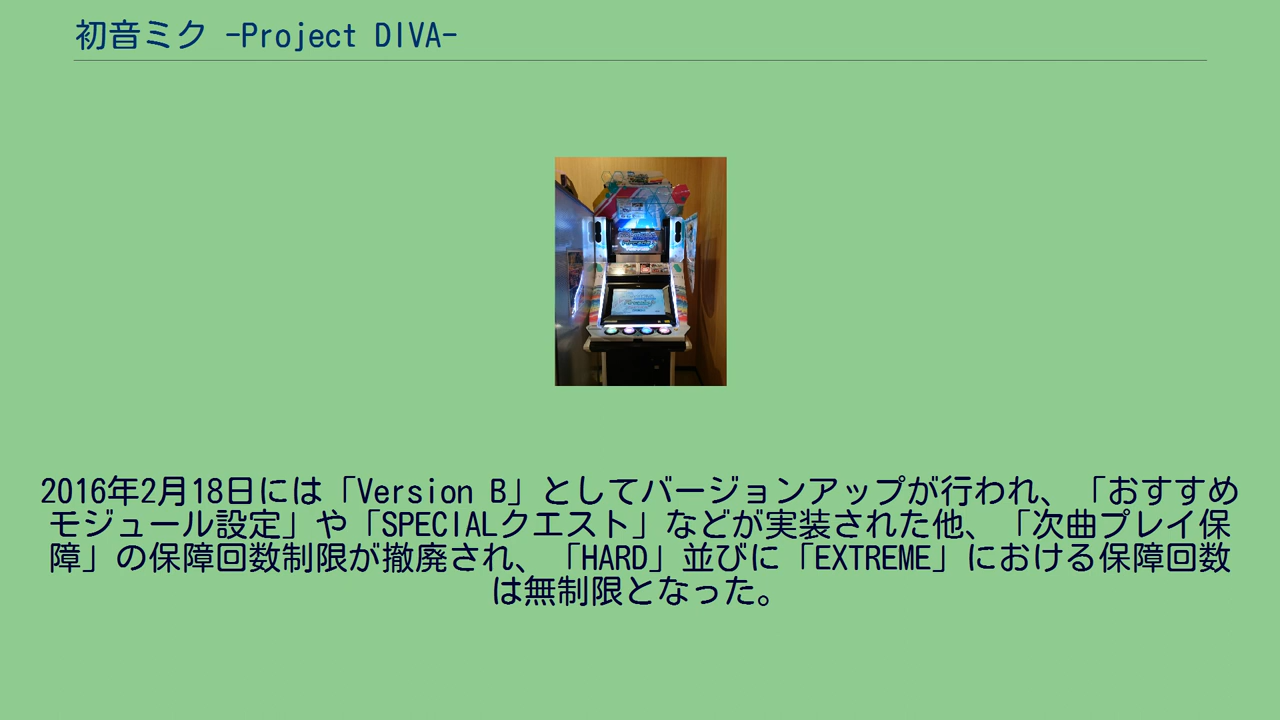 初音ミク -Project DIVA-
2016年2月18日には「Version B」としてバージョンアップが行われ、「おすすめ
モジュール設定」や「SPECIALクエスト」などが実装された他、「次曲プレイ保
障」の保障回数制限が撤廃され、「HARD」並びに「EXTREME」における保障回数
は無制限となった。